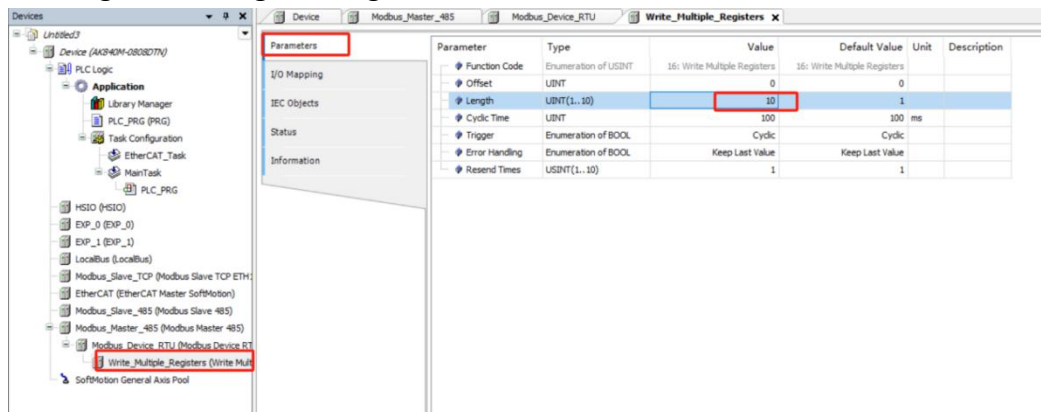 Devices
Untitled3
Device (AK840M-0808DTN)
PLC Logic
Application
Library Manager
PLC_PRG (PRG)
Task Configuration
EtherCAT_Task
MainTask
PLC_PRG
HSIO (HSIO)
EXP_0 (EXP_0)
EXP_1 (EXP_1)
LocalBus (LocalBus)
Modbus_Slave_TCP (Modbus Slave TCP ETH
EtherCAT (EtherCAT Master SoftMotion)
Modbus_Slave_485 (Modbus Slave 485)
Modbus_Master_485 (Modbus Master 485)
Modbus_Device_RTU (Modbus Device RT
Write_Multiple_Registers (Write Mult
SoftMotion General Axis Pool
Device Modbus_Master_485 Modbus_Device_RTU Write_Multiple_Registers x
Parameters
I/O Mapping
IEC Objects
Status
Information
Parameter Type Value Default Value Unit Description
Function Code Enumeration of USINT 16: Write Multiple Registers 16: Write Multiple Registers
Offset UINT 0 0
Length UINT(1..10) 10 1
Cyclic Time UINT 100 100 ms
Trigger Enumeration of BOOL Cyclic Cyclic
Error Handling Enumeration of BOOL Keep Last Value Keep Last Value
Resend Times USINT(1..10) 1 1